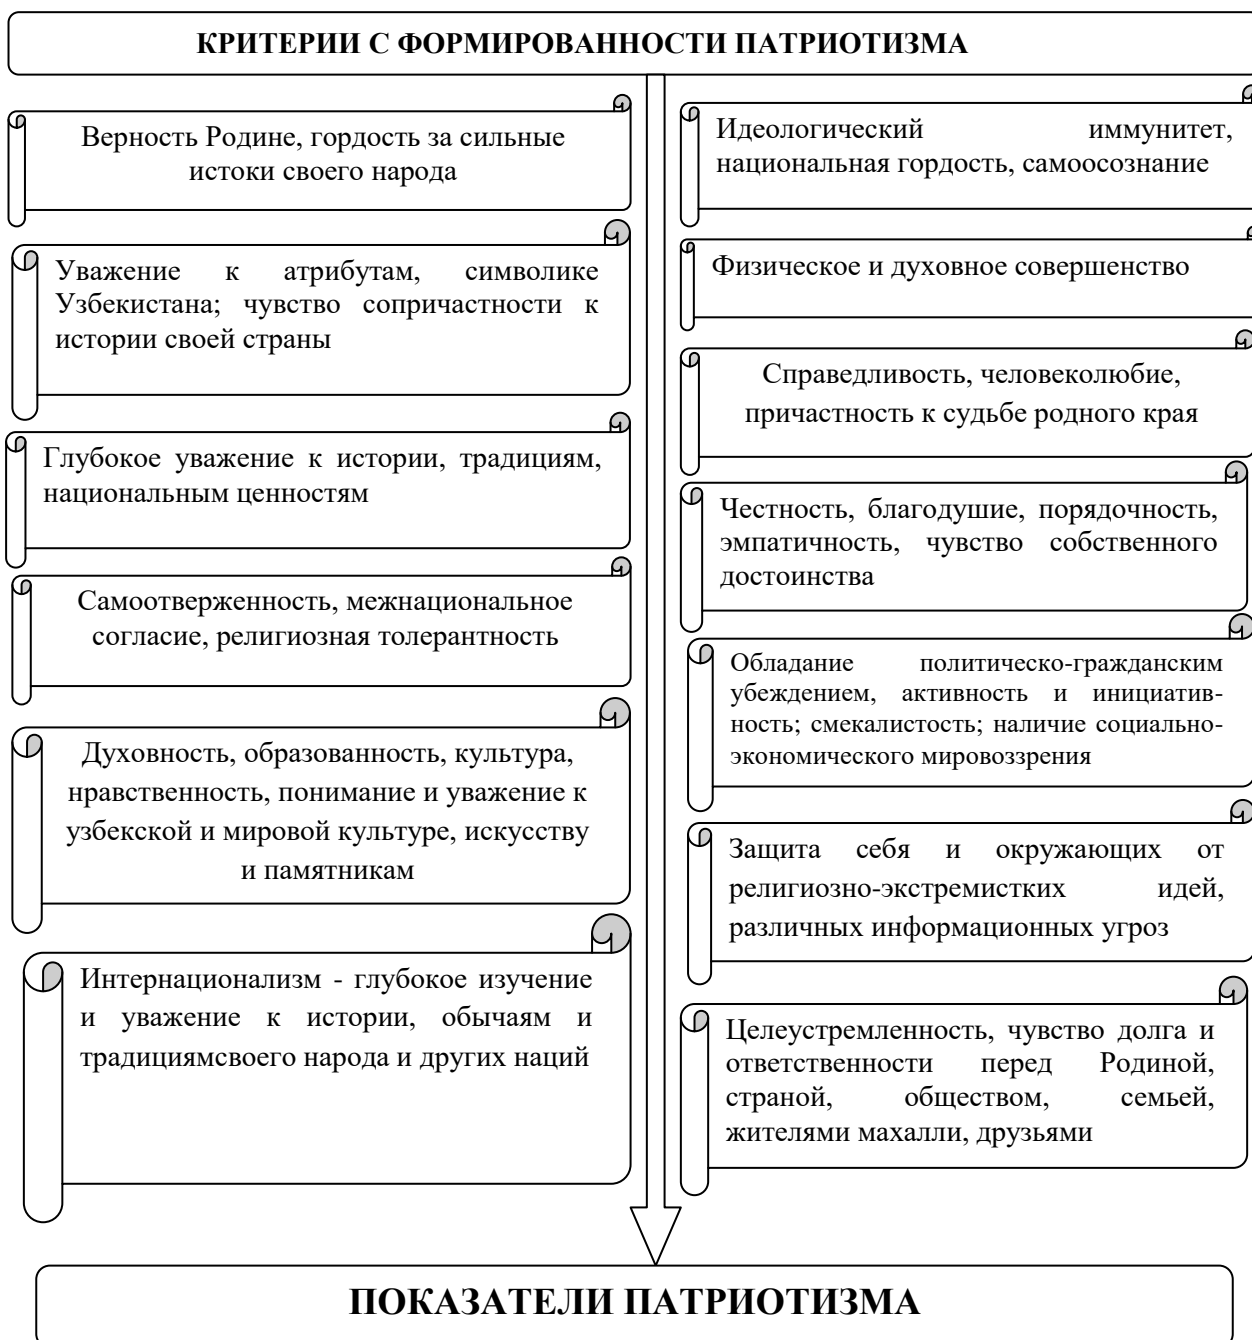 КРИТЕРИИ С ФОРМИРОВАННОСТИ ПАТРИОТИЗМА
Верность Родине, гордость за сильные
истоки своего народа
Уважение к атрибутам, символике
Узбекистана; чувство сопричастности к
истории своей страны
Глубокое уважение к истории, традициям,
национальным ценностям
Самоотверженность, межнациональное
согласие, религиозная толерантность
Духовность, образованность, культура,
нравственность, понимание и уважение к
узбекской и мировой культуре, искусству
и памятникам
Интернационализм - глубокое изучение
и уважение к истории, обычаям и
традициямсвоего народа и других наций
Идеологический иммунитет,
национальная гордость, самоосознание
Физическое и духовное совершенство
Справедливость, человеколюбие,
причастность к судьбе родного края
Честность, благодушие, порядочность,
эмпатичность, чувство собственного
достоинства
Обладание политическо-гражданским
убеждением, активность и инициатив-
ность; смекалистость; наличие социально-
экономического мировоззрения
Защита себя и окружающих от
религиозно-экстремистких идей,
различных информационных угроз
Целеустремленность, чувство долга и
ответственности перед Родиной,
страной, обществом, семьей,
жителями махалли, друзьями
ПОКАЗАТЕЛИ ПАТРИОТИЗМА